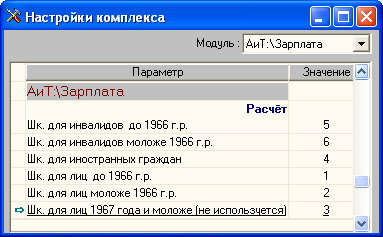 Настройки комплекса
Модуль : АиТ:\Зарплата
Параметр Значение
АиТ:\Зарплата
Расчёт
Шк. для инвалидов до 1966 г.р. 5
Шк. для инвалидов моложе 1966 г.р. 6
Шк. для иностранных граждан 4
Шк. для лиц до 1966 г.р. 1
Шк. для лиц моложе 1966 г.р. 2
Шк. для лиц 1967 года и моложе (не используется) 3